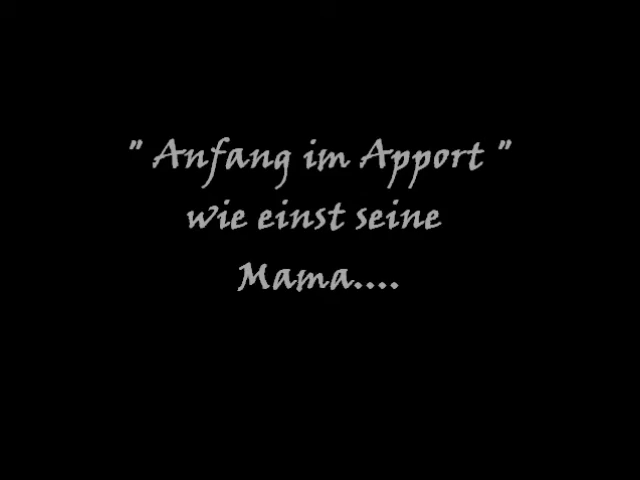 " Anfang im Apport "
wie einst seine
Mama....